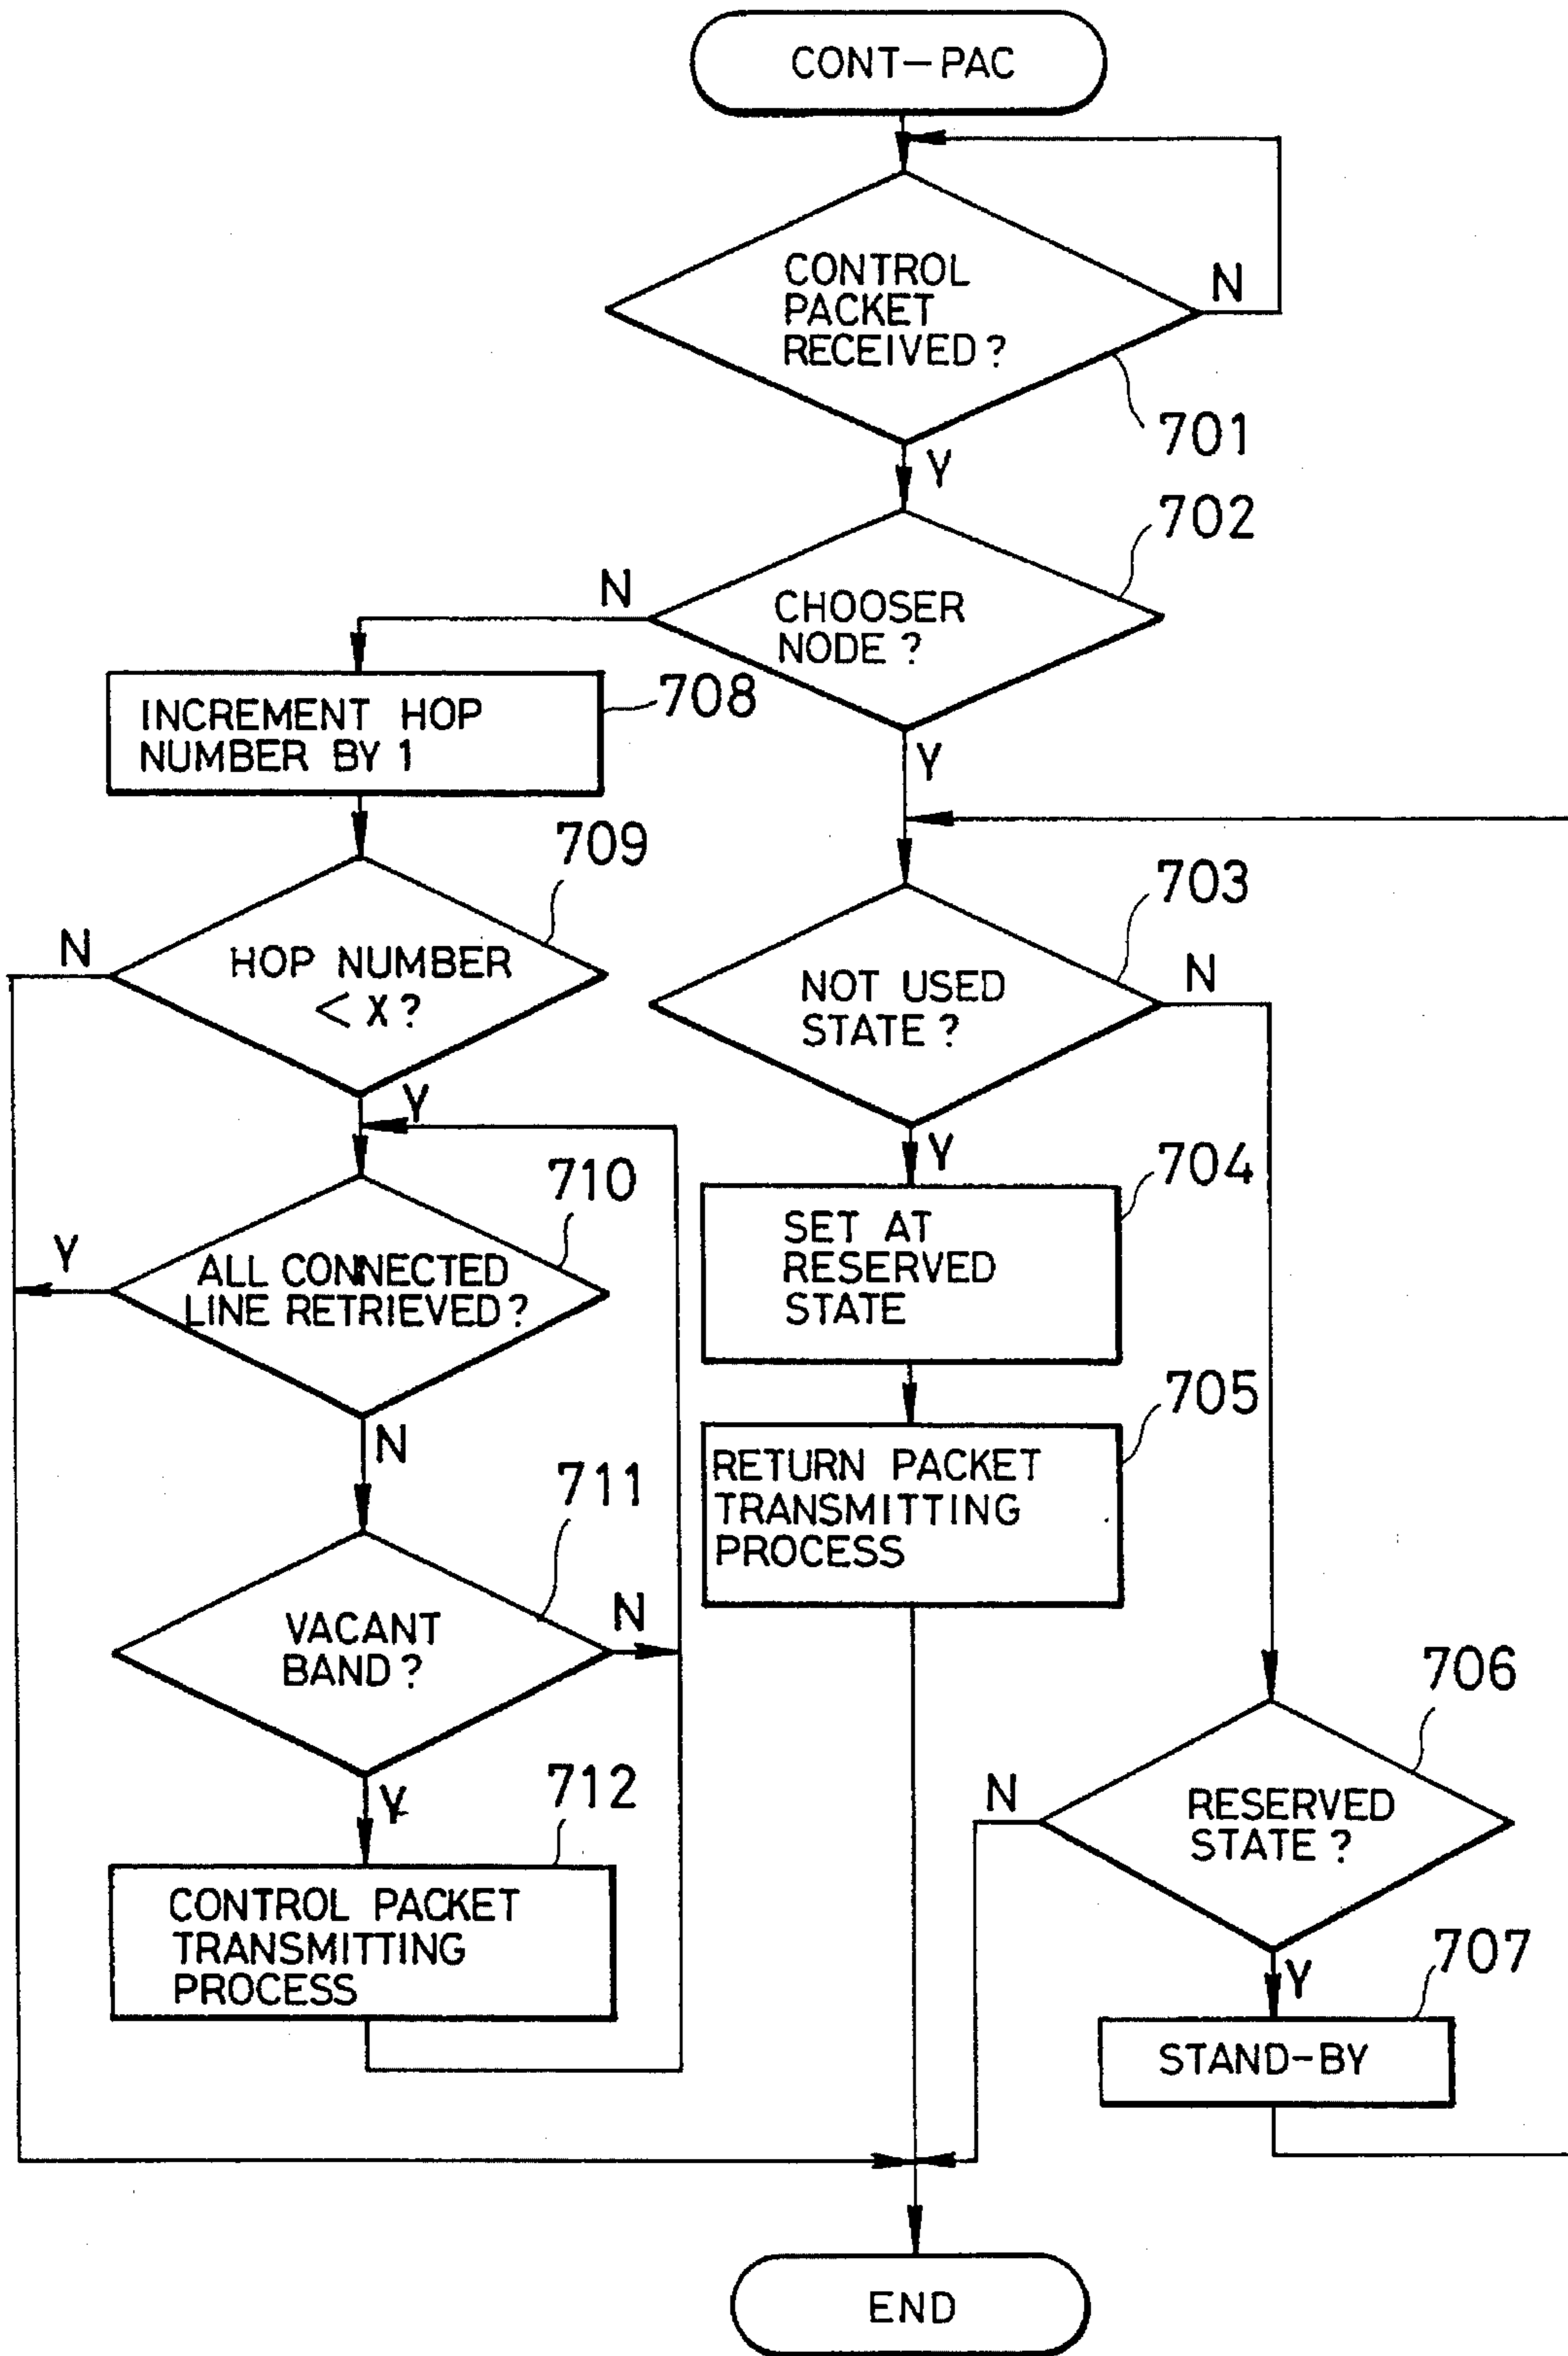 CONT-PAC
CONTROL
PACKET
RECEIVED?
N
701
Y
702
CHOOSER
NODE?
N
Y
INCREMENT HOP
NUMBER BY 1
708
709
HOP NUMBER
< X?
N
Y
703
NOT USED
STATE?
N
Y
710
ALL CONNECTED
LINE RETRIEVED?
Y
N
704
SET AT
RESERVED
STATE
705
RETURN PACKET
TRANSMITTING
PROCESS
711
VACANT
BAND?
N
Y
706
RESERVED
STATE?
N
Y
712
CONTROL PACKET
TRANSMITTING
PROCESS
707
STAND-BY
END